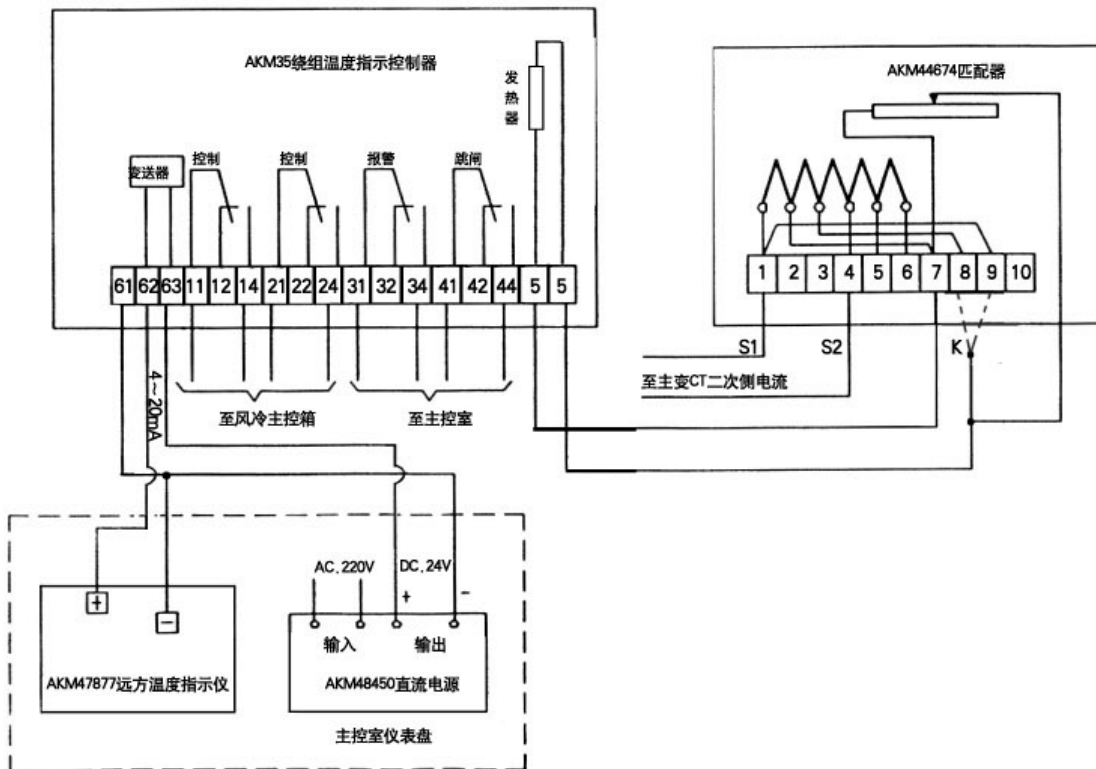 AKM35绕组温度指示控制器
发热器
变送器
控制
控制
报警
跳闸
61 62 63 11 12 14 21 22 24 31 32 34 41 42 44 5 5
4～20mA
至风冷主控箱
至主控室
AKM44674匹配器
1 2 3 4 5 6 7 8 9 10
S1
S2
K
至主变CT二次侧电流
AC. 220V
DC. 24V
+
-
+
-
输入
输出
AKM47877远方温度指示仪
AKM48450直流电源
主控室仪表盘